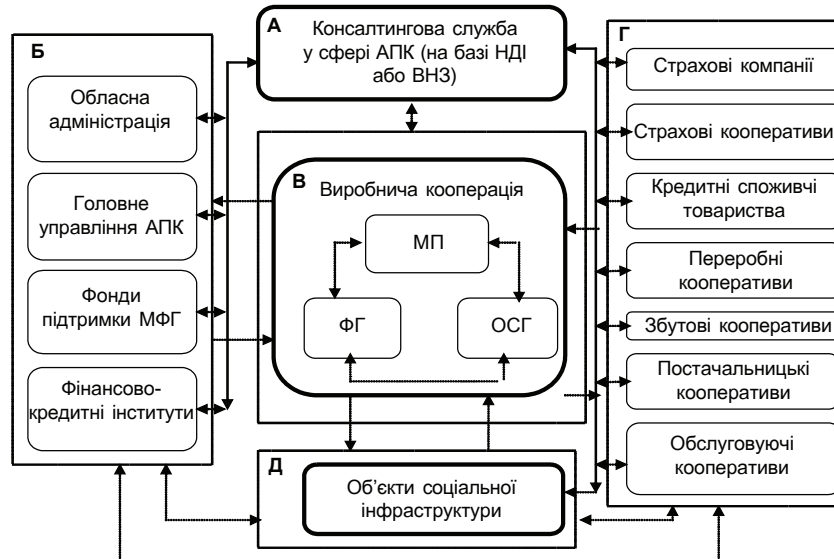 А
Консалтингова служба
у сфері АПК (на базі НДІ
або ВНЗ)
Б
Обласна
адміністрація
Головне
управління АПК
Фонди
підтримки МФГ
Фінансово-
кредитні інститути
В
Виробнича кооперація
МП
ФГ
ОСГ
Г
Страхові компанії
Страхові кооперативи
Кредитні споживчі
товариства
Переробні
кооперативи
Збутові кооперативи
Постачальницькі
кооперативи
Обслуговуючі
кооперативи
Д
Об’єкти соціальної
інфраструктури